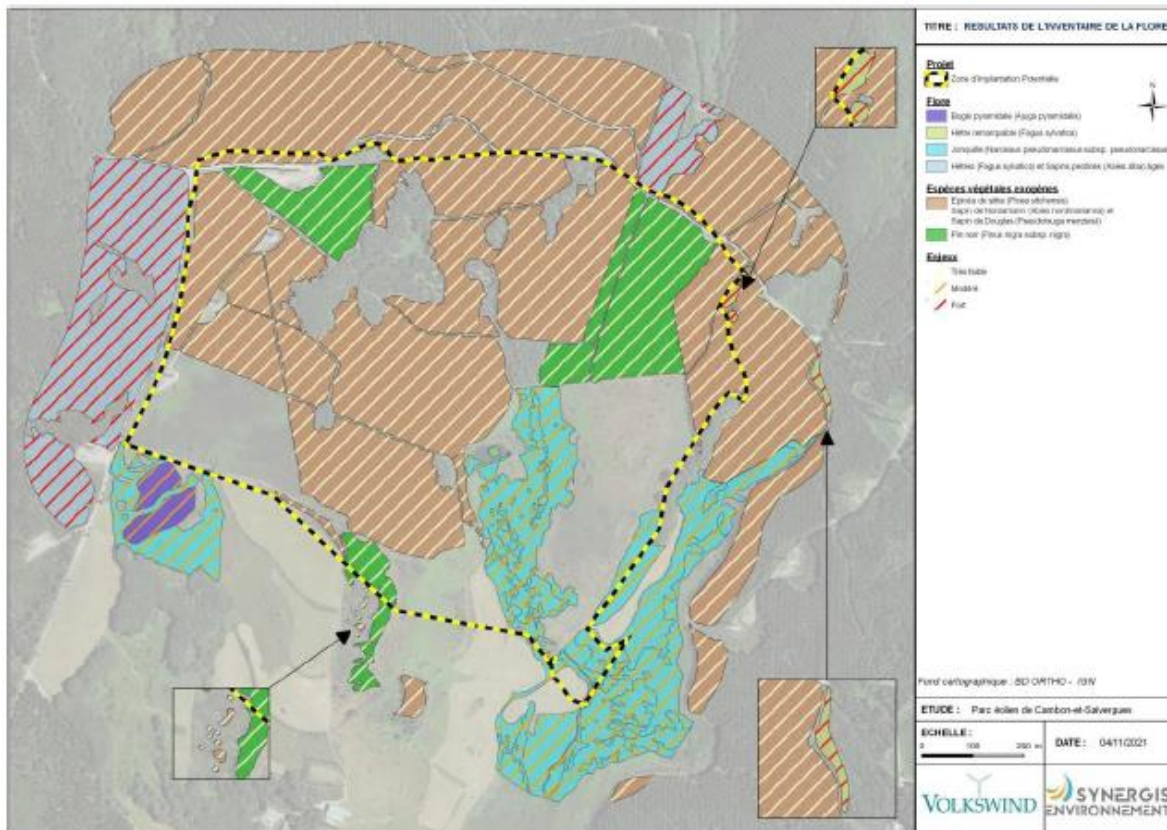 TITRE : RESULTATS DE L'INVENTAIRE DE LA FLORE
Projet
Zone d'Implantation Potentielle
N
Flore
Bugle pyramidale (Ajuga pyramidalis)
Hêtre remarquable (Fagus sylvatica)
Jonquille (Narcissus pseudonarcissus subsp. pseudonarcissus
Hêtres (Fagus sylvatica) et Sapins pectinés (Abies alba) âgés
Espèces végétales exogènes
Epicéa de sitka (Picea sitchensis)
Sapin de Nordmann (Abies nordmanniana) et
Sapin de Douglas (Pseudotsuga menziesii)
Pin noir (Pinus nigra subsp. nigra)
Enjeux
Très faible
Modéré
Fort
Fond cartographique : BD ORTHO - IGN
ETUDE : Parc éolien de Cambon-et-Salvergues
ECHELLE :
0 100 200 m
DATE : 04/11/2021
VOLKSWIND
SYNERGIS
ENVIRONNEMENT